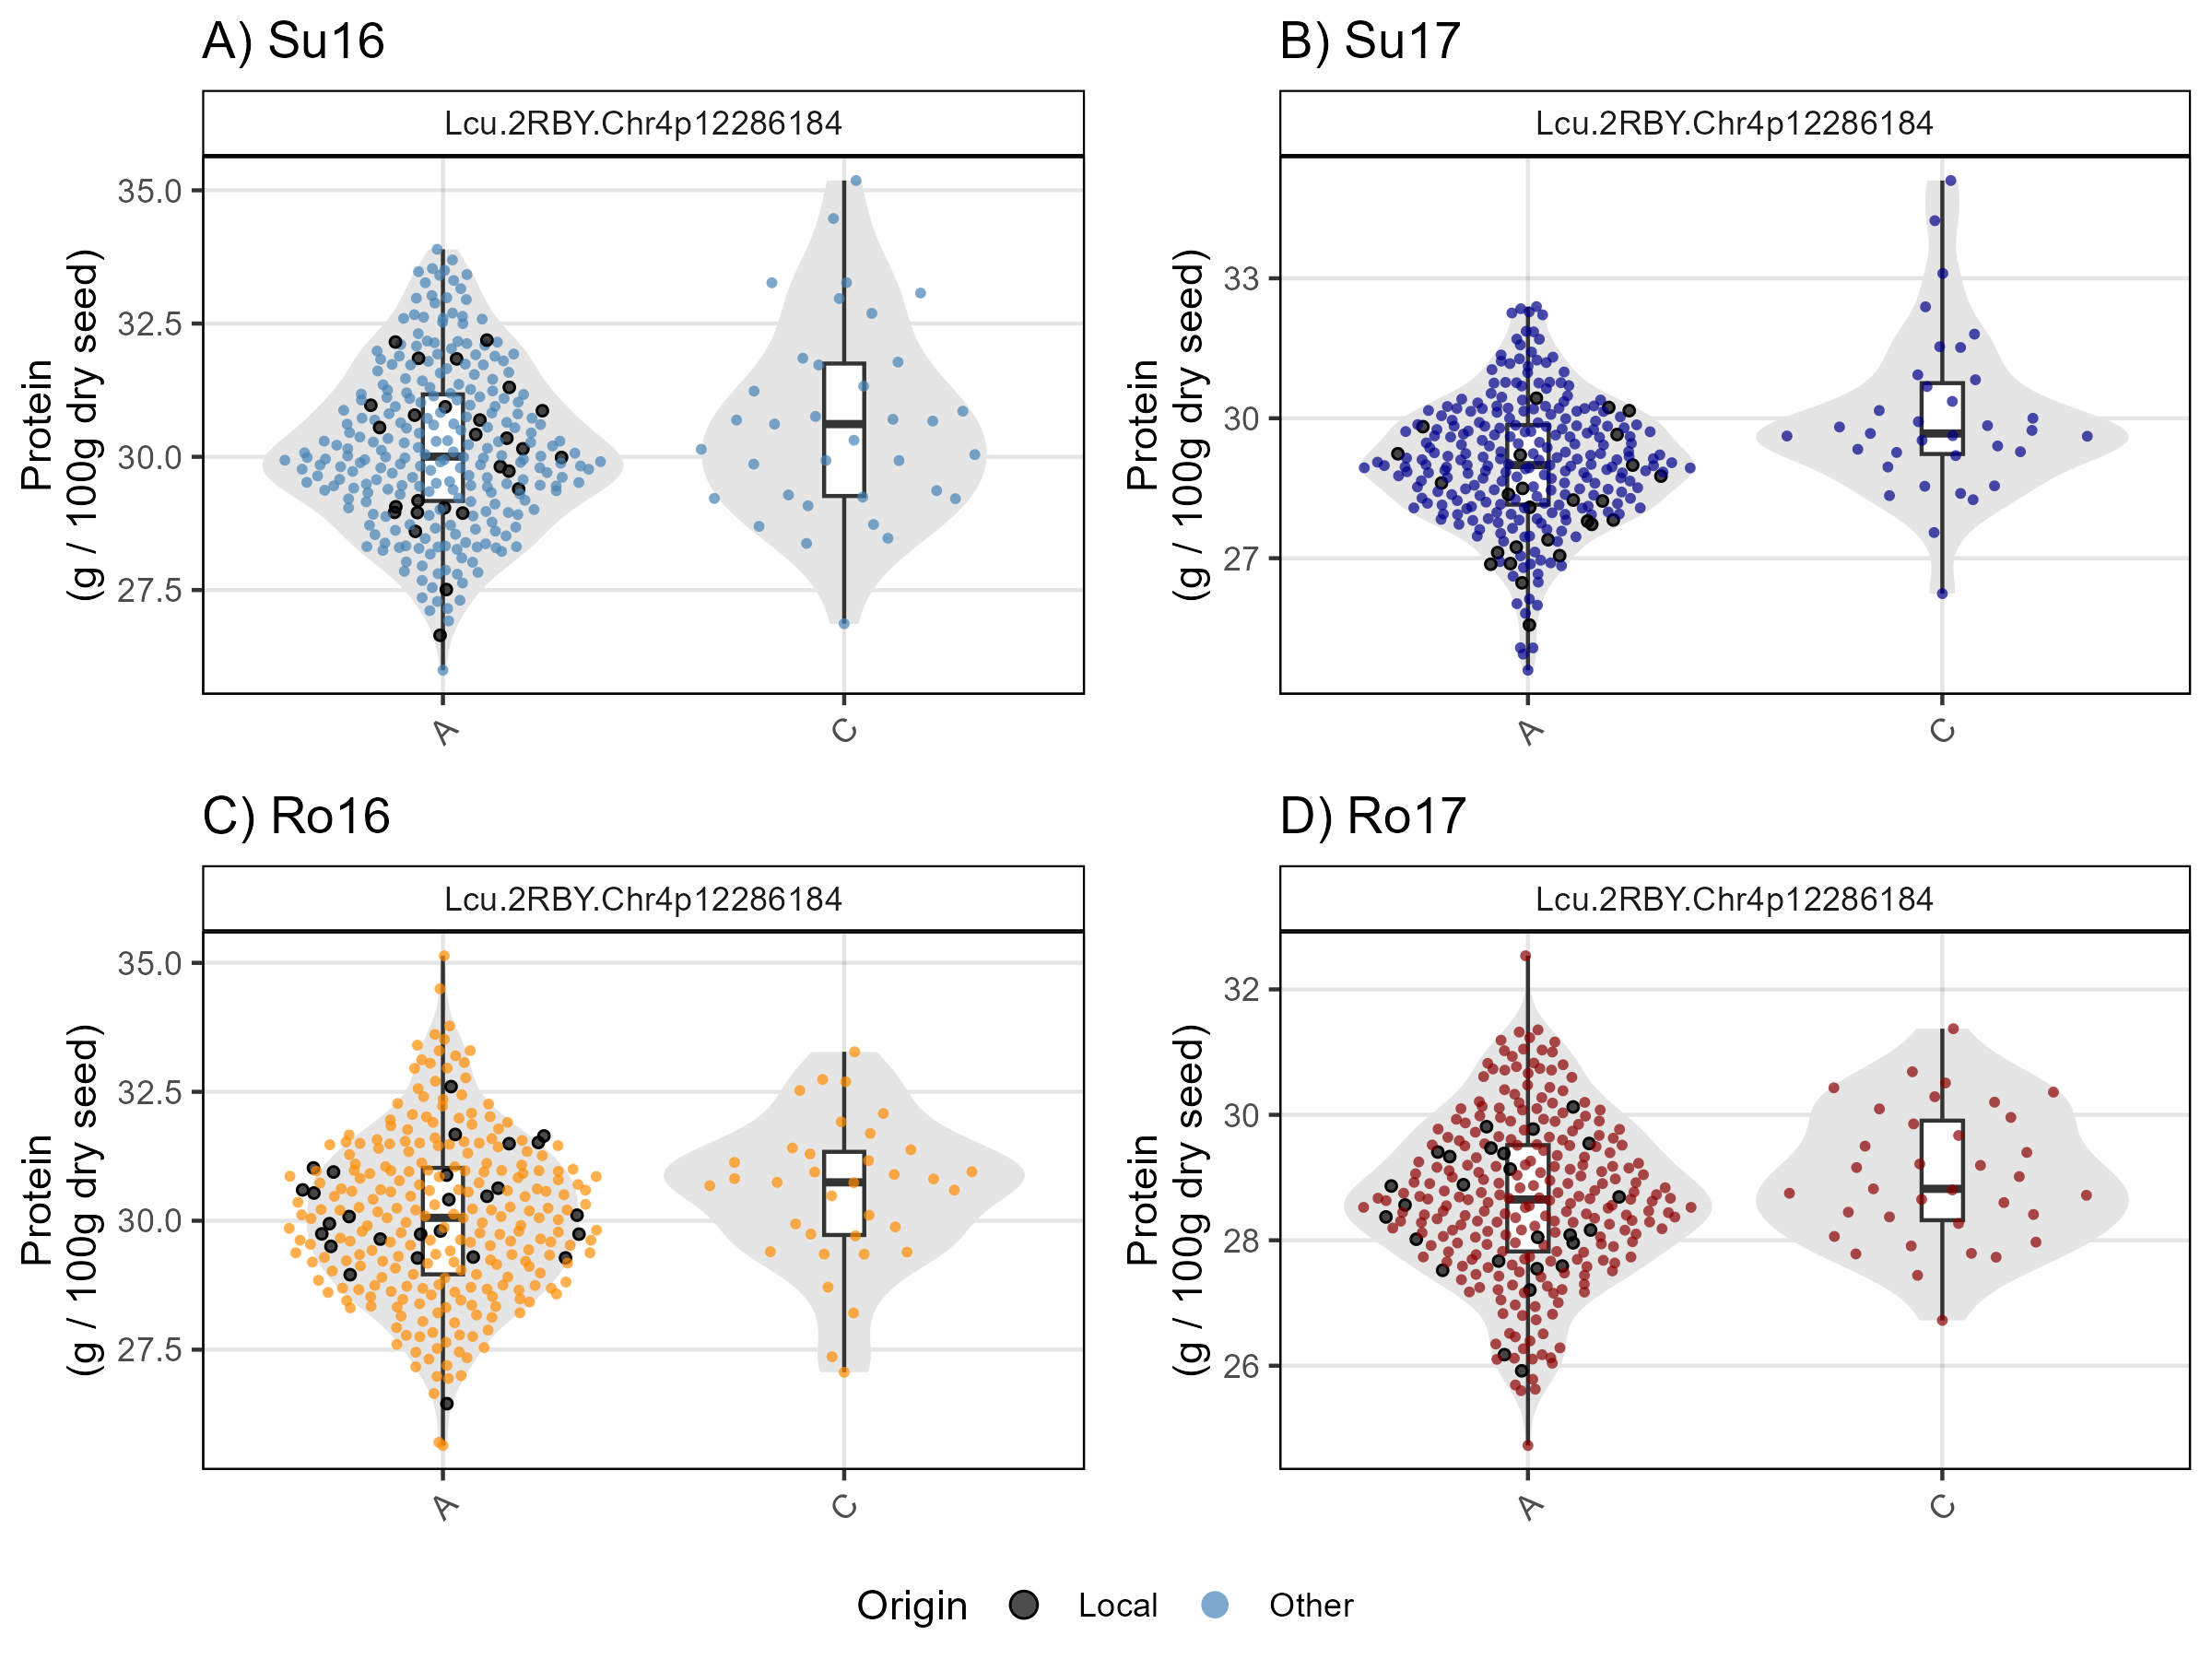 A) Su16
Lcu.2RBY.Chr4p12286184
Protein
(g / 100g dry seed)
35.0
32.5
30.0
27.5
A
C
B) Su17
Lcu.2RBY.Chr4p12286184
Protein
(g / 100g dry seed)
33
30
27
A
C
C) Ro16
Lcu.2RBY.Chr4p12286184
Protein
(g / 100g dry seed)
35.0
32.5
30.0
27.5
A
C
D) Ro17
Lcu.2RBY.Chr4p12286184
Protein
(g / 100g dry seed)
32
30
28
26
A
C
Origin Local Other